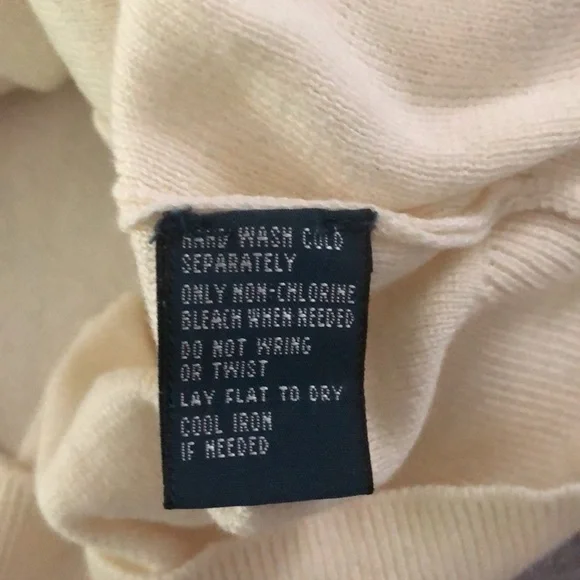 HAND WASH COLD
SEPARATELY
ONLY NON-CHLORINE
BLEACH WHEN NEEDED
DO NOT WRING
OR TWIST
LAY FLAT TO DRY
COOL IRON
IF NEEDED